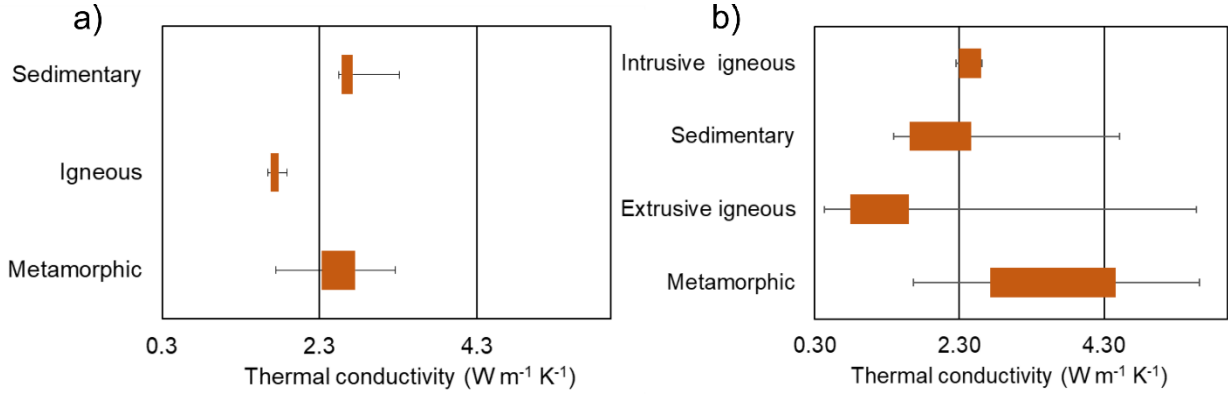 a)
Sedimentary
Igneous
Metamorphic
0.3 2.3 4.3
Thermal conductivity (W m⁻¹ K⁻¹)
b)
Intrusive igneous
Sedimentary
Extrusive igneous
Metamorphic
0.30 2.30 4.30
Thermal conductivity (W m⁻¹ K⁻¹)